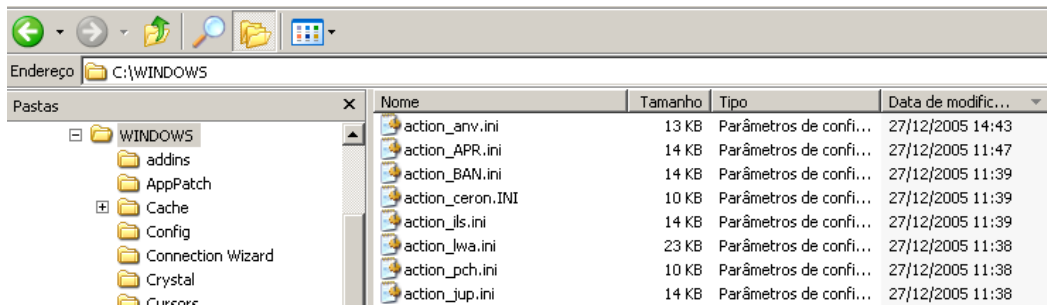 Endereço C:\WINDOWS
Pastas
WINDOWS
addins
AppPatch
Cache
Config
Connection Wizard
Crystal
Cursors
Nome Tamanho Tipo Data de modific...
action_anv.ini 13 KB Parâmetros de confi... 27/12/2005 14:43
action_APR.ini 14 KB Parâmetros de confi... 27/12/2005 11:47
action_BAN.ini 14 KB Parâmetros de confi... 27/12/2005 11:39
action_ceron.INI 10 KB Parâmetros de confi... 27/12/2005 11:39
action_ils.ini 14 KB Parâmetros de confi... 27/12/2005 11:39
action_lwa.ini 23 KB Parâmetros de confi... 27/12/2005 11:38
action_pch.ini 10 KB Parâmetros de confi... 27/12/2005 11:38
action_jup.ini 14 KB Parâmetros de confi... 27/12/2005 11:38